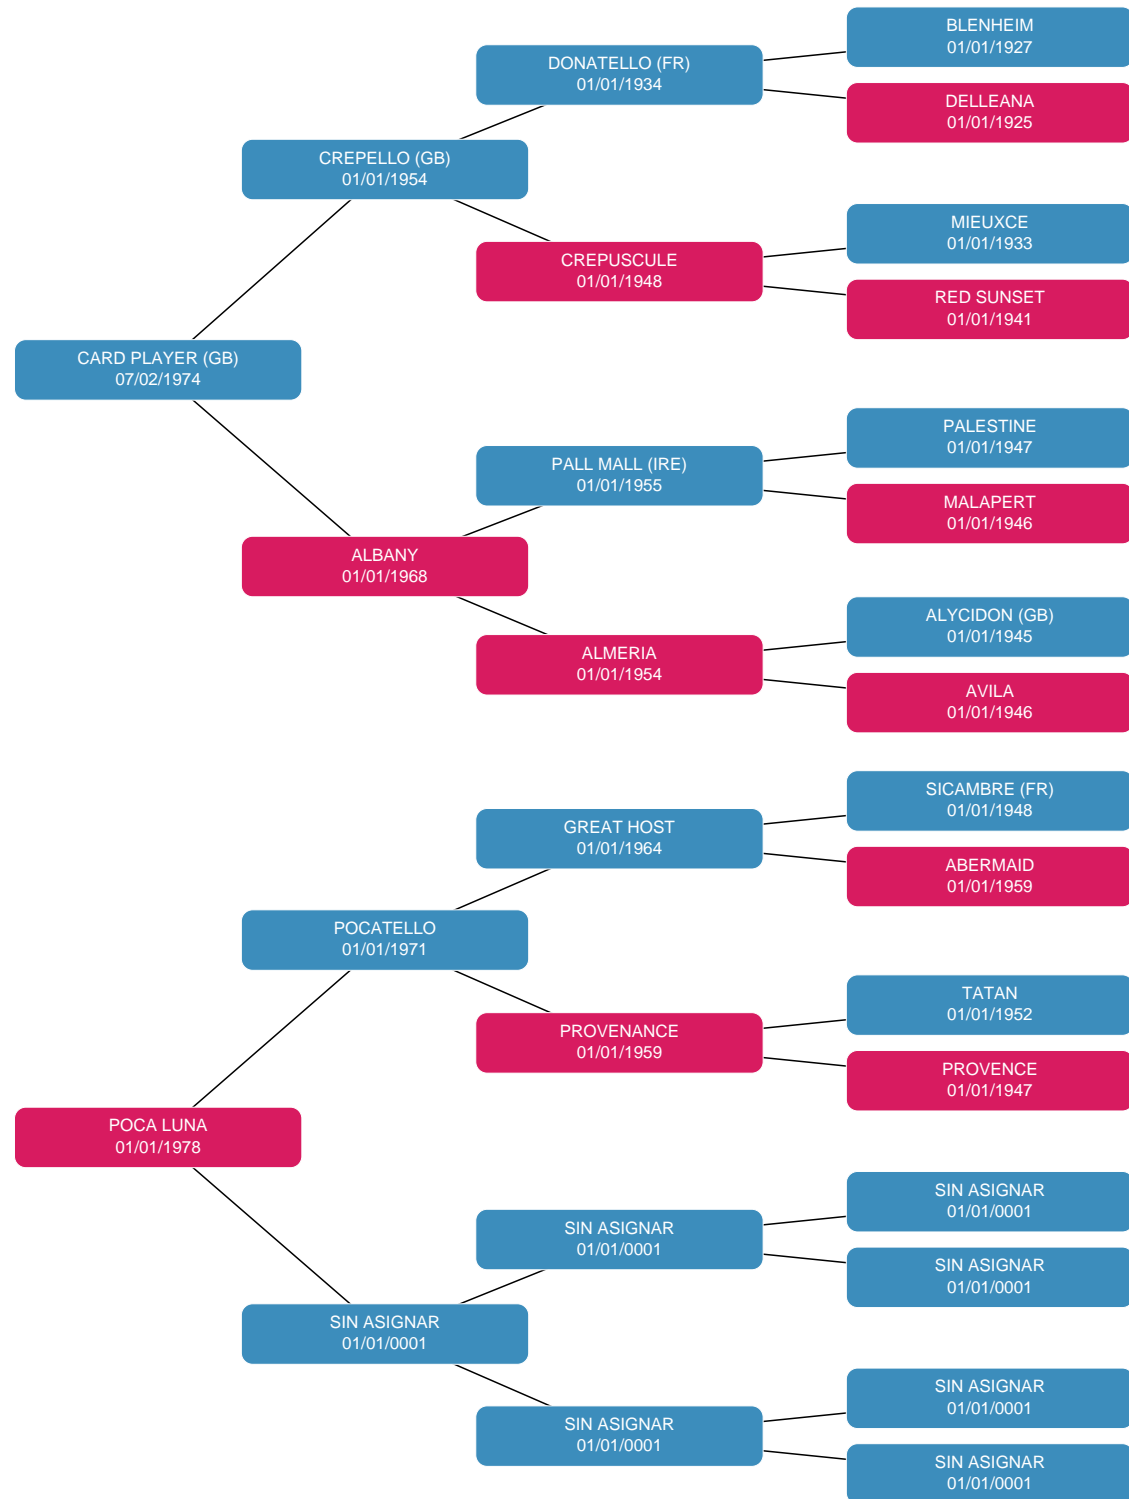 BLENHEIM
01/01/1927
DONATELLO (FR)
01/01/1934
DELLEANA
01/01/1925
CREPELLO (GB)
01/01/1954
MIEUXCE
01/01/1933
CREPUSCULE
01/01/1948
RED SUNSET
01/01/1941
CARD PLAYER (GB)
07/02/1974
PALESTINE
01/01/1947
PALL MALL (IRE)
01/01/1955
MALAPERT
01/01/1946
ALBANY
01/01/1968
ALYCIDON (GB)
01/01/1945
ALMERIA
01/01/1954
AVILA
01/01/1946
SICAMBRE (FR)
01/01/1948
GREAT HOST
01/01/1964
ABERMAID
01/01/1959
POCATELLO
01/01/1971
TATAN
01/01/1952
PROVENANCE
01/01/1959
PROVENCE
01/01/1947
POCA LUNA
01/01/1978
SIN ASIGNAR
01/01/0001
SIN ASIGNAR
01/01/0001
SIN ASIGNAR
01/01/0001
SIN ASIGNAR
01/01/0001
SIN ASIGNAR
01/01/0001
SIN ASIGNAR
01/01/0001
SIN ASIGNAR
01/01/0001